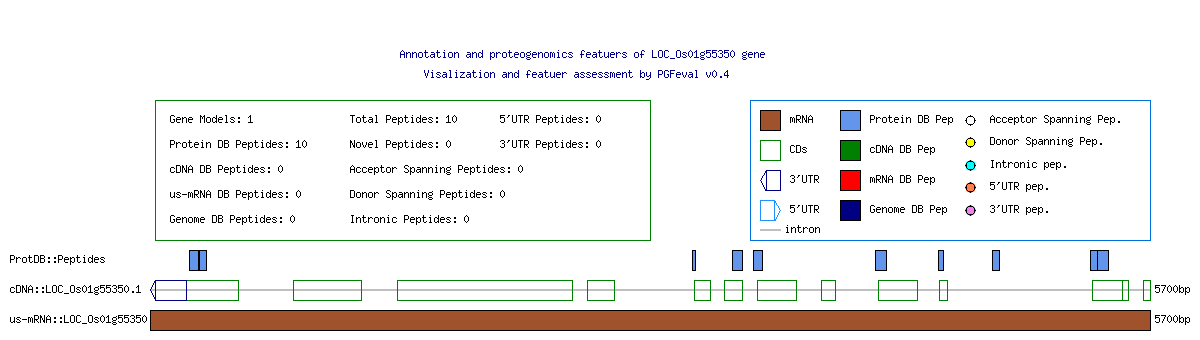 Annotation and proteogenomics featuers of LOC_Os01g55350 gene
Visalization and featuer assessment by PGFeval v0.4
Gene Models: 1 Total Peptides: 10 5'UTR Peptides: 0
Protein DB Peptides: 10 Novel Peptides: 0 3'UTR Peptides: 0
cDNA DB Peptides: 0 Acceptor Spanning Peptides: 0
us-mRNA DB Peptides: 0 Donor Spanning Peptides: 0
Genome DB Peptides: 0 Intronic Peptides: 0
mRNA Protein DB Pep Acceptor Spanning Pep.
CDs cDNA DB Pep Donor Spanning Pep.
3'UTR mRNA DB Pep Intronic pep.
5'UTR Genome DB Pep 5'UTR pep.
intron 3'UTR pep.
ProtDB::Peptides
cDNA::LOC_Os01g55350.1 5700bp
us-mRNA::LOC_Os01g55350 5700bp